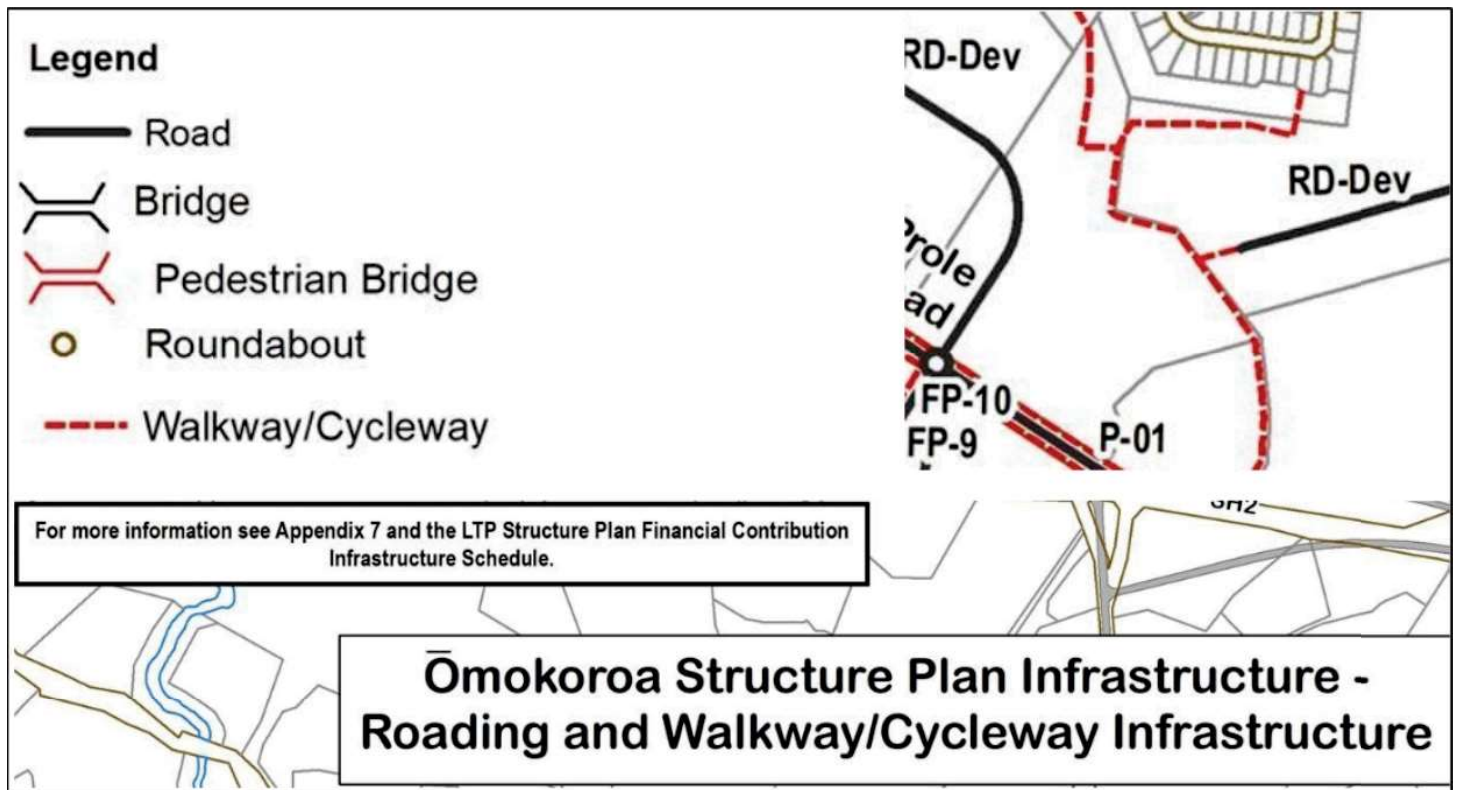 Legend
Road
Bridge
Pedestrian Bridge
Roundabout
Walkway/Cycleway
RD-Dev
RD-Dev
FP-10
FP-9
P-01
SH2
For more information see Appendix 7 and the LTP Structure Plan Financial Contribution
Infrastructure Schedule.
Ōmokoroa Structure Plan Infrastructure -
Roading and Walkway/Cycleway Infrastructure